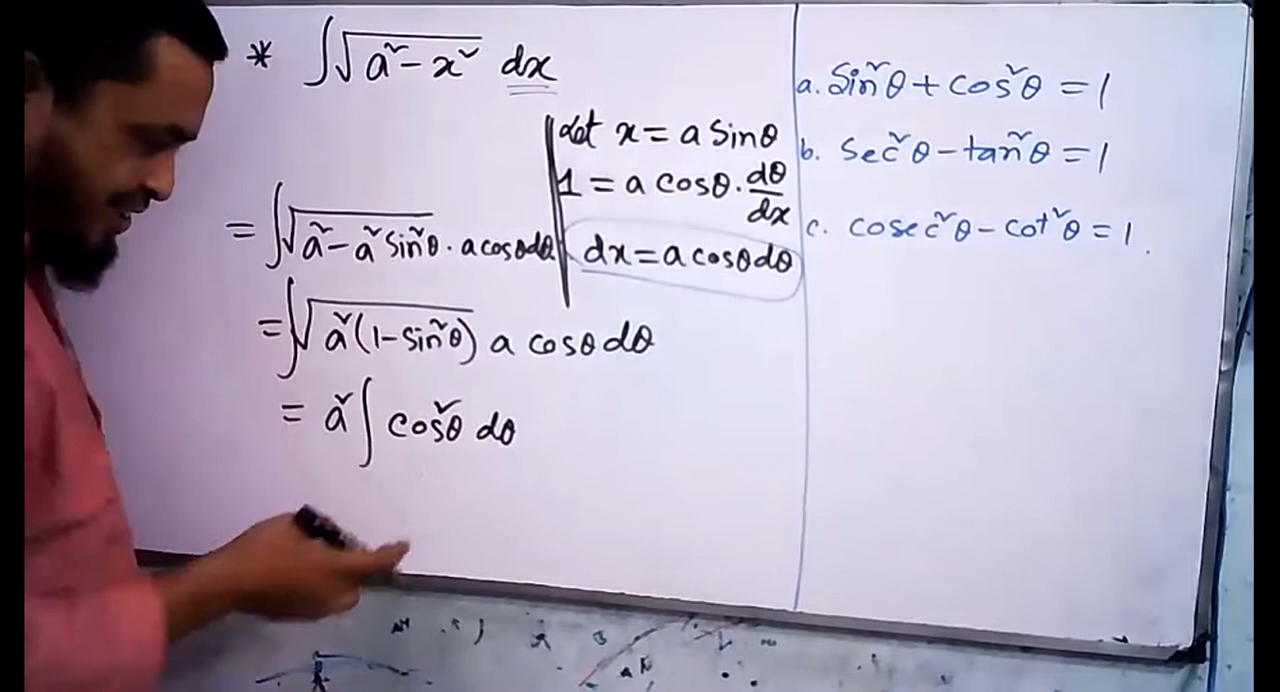 * ∫√(a² − x²) dx
let x = a sinθ
1 = a cosθ · dθ/dx
dx = a cosθ dθ
= ∫√(a² − a² sin²θ) · a cosθ dθ
= ∫√(a² (1 − sin²θ)) a cosθ dθ
= a² ∫ cos²θ dθ
a. sin²θ + cos²θ = 1
b. sec²θ − tan²θ = 1
c. cosec²θ − cot²θ = 1.